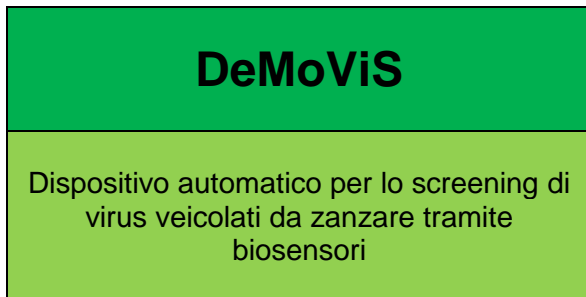 DeMoViS
Dispositivo automatico per lo screening di
virus veicolati da zanzare tramite
biosensori